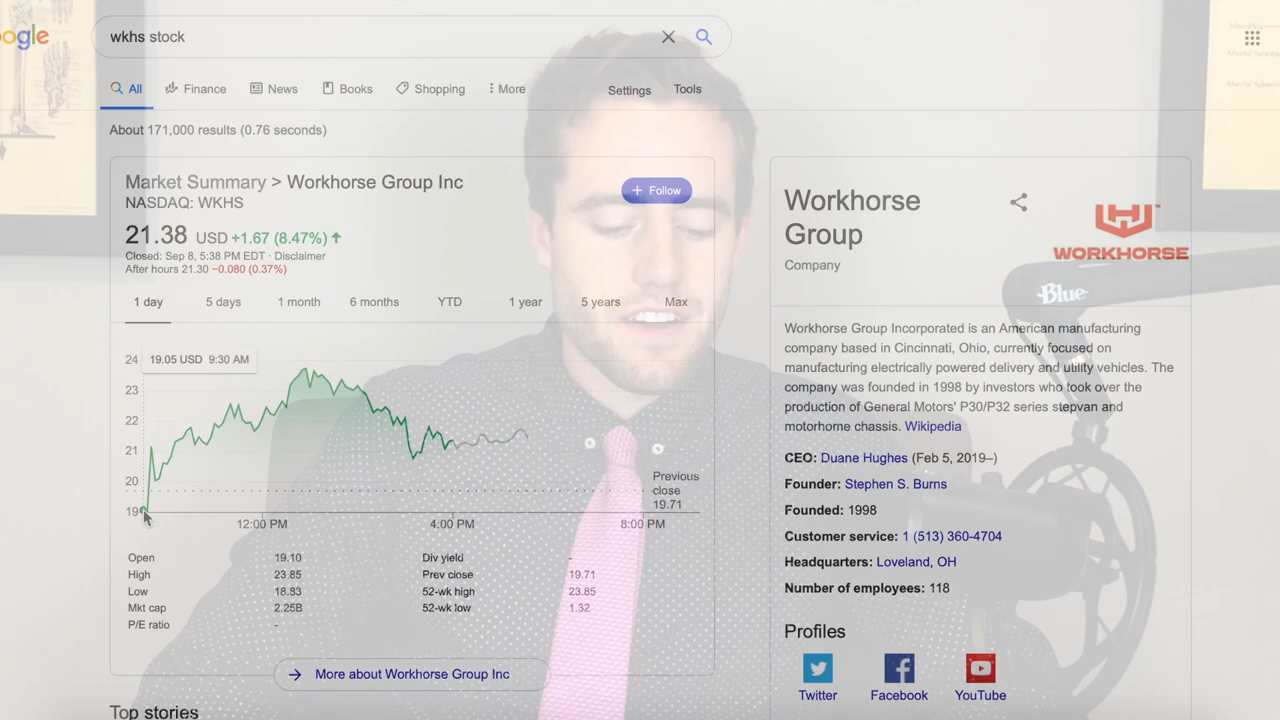 ogle
wkhs stock
All
Finance
News
Books
Shopping
More
Settings
Tools
About 171,000 results (0.76 seconds)
Market Summary > Workhorse Group Inc
NASDAQ: WKHS
+ Follow
21.38 USD +1.67 (8.47%)
Closed: Sep 8, 5:38 PM EDT · Disclaimer
After hours 21.30 −0.080 (0.37%)
1 day
5 days
1 month
6 months
YTD
1 year
5 years
Max
19.05 USD 9:30 AM
24
23
22
21
20
19
Previous
close
19.71
12:00 PM
4:00 PM
8:00 PM
Open 19.10
High 23.85
Low 18.83
Mkt cap 2.25B
P/E ratio -
Div yield -
Prev close 19.71
52-wk high 23.85
52-wk low 1.32
More about Workhorse Group Inc
Top stories
Workhorse
Group
Company
WORKHORSE
Blue
Workhorse Group Incorporated is an American manufacturing
company based in Cincinnati, Ohio, currently focused on
manufacturing electrically powered delivery and utility vehicles. The
company was founded in 1998 by investors who took over the
production of General Motors' P30/P32 series stepvan and
motorhome chassis. Wikipedia
CEO: Duane Hughes (Feb 5, 2019–)
Founder: Stephen S. Burns
Founded: 1998
Customer service: 1 (513) 360-4704
Headquarters: Loveland, OH
Number of employees: 118
Profiles
Twitter
Facebook
YouTube